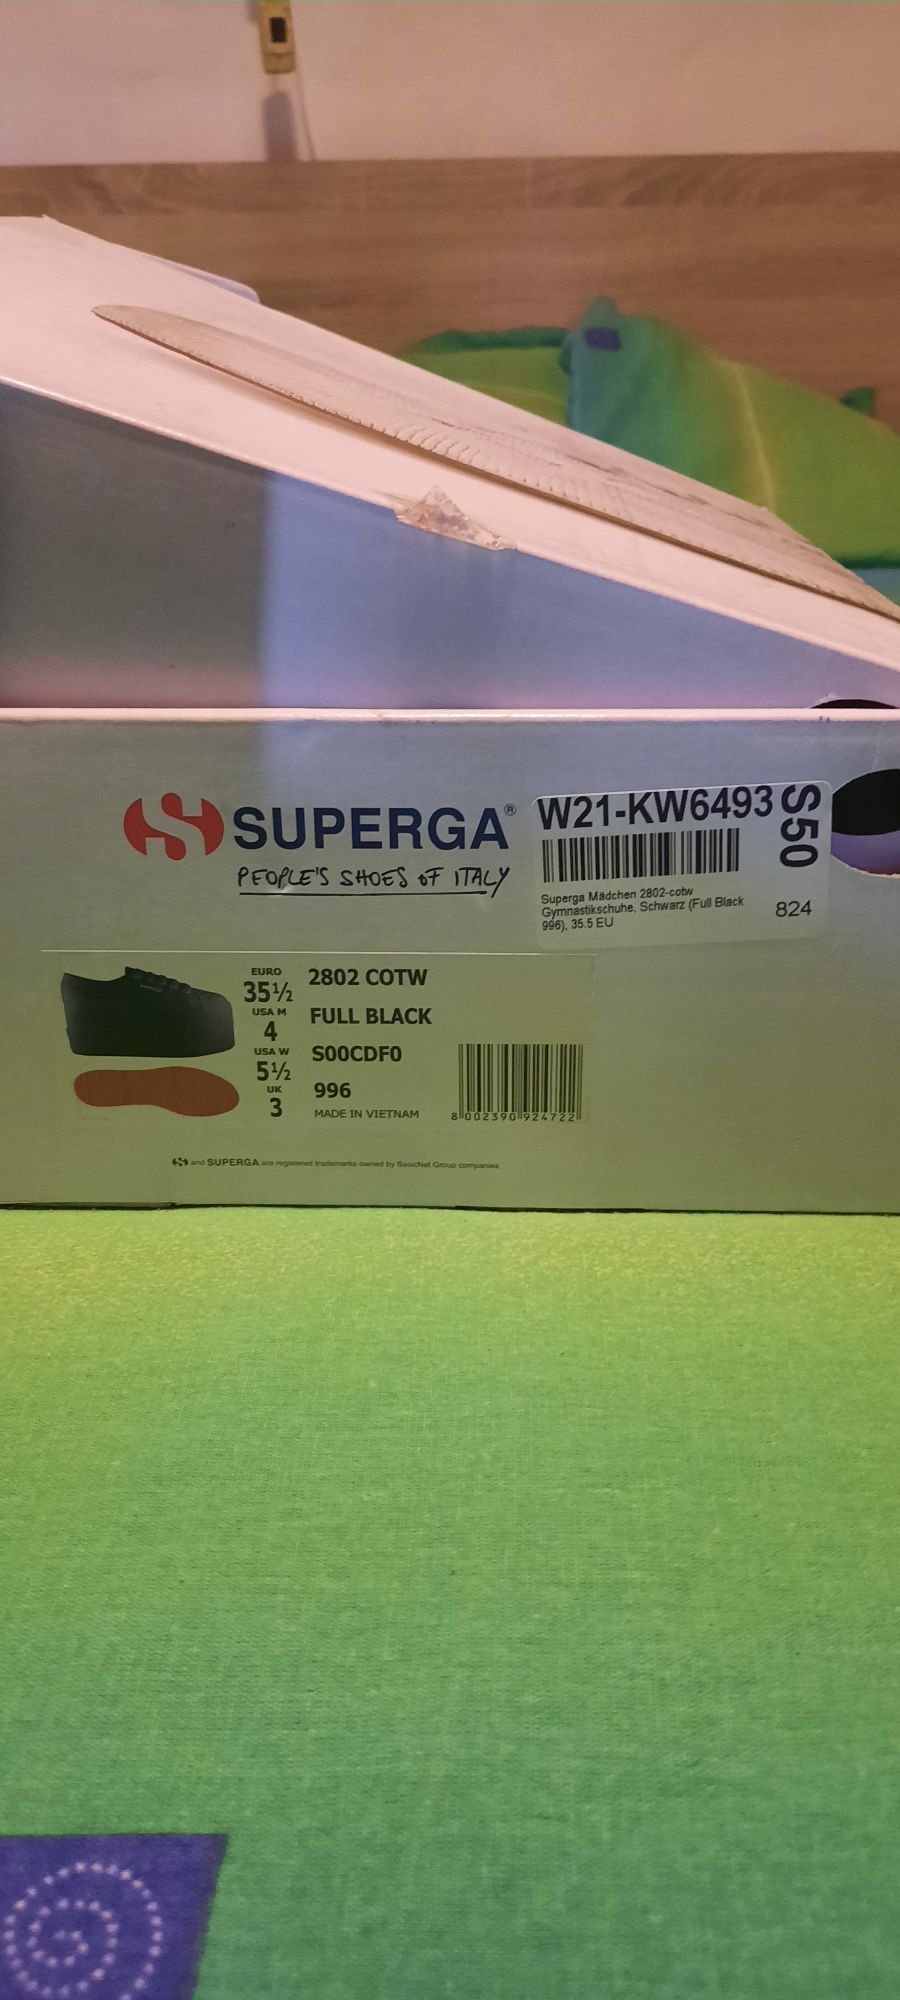 SUPERGA®
PEOPLE'S SHOES OF ITALY
W21-KW6493
S50
Superga Mädchen 2802-cotw
Gymnastikschuhe, Schwarz (Full Black
996), 35.5 EU
824
EURO
35½
USA M
4
USA W
5½
UK
3
2802 COTW
FULL BLACK
S00CDF0
996
MADE IN VIETNAM
8 002390 924722
and SUPERGA are registered trademarks owned by BasicNet Group companies.